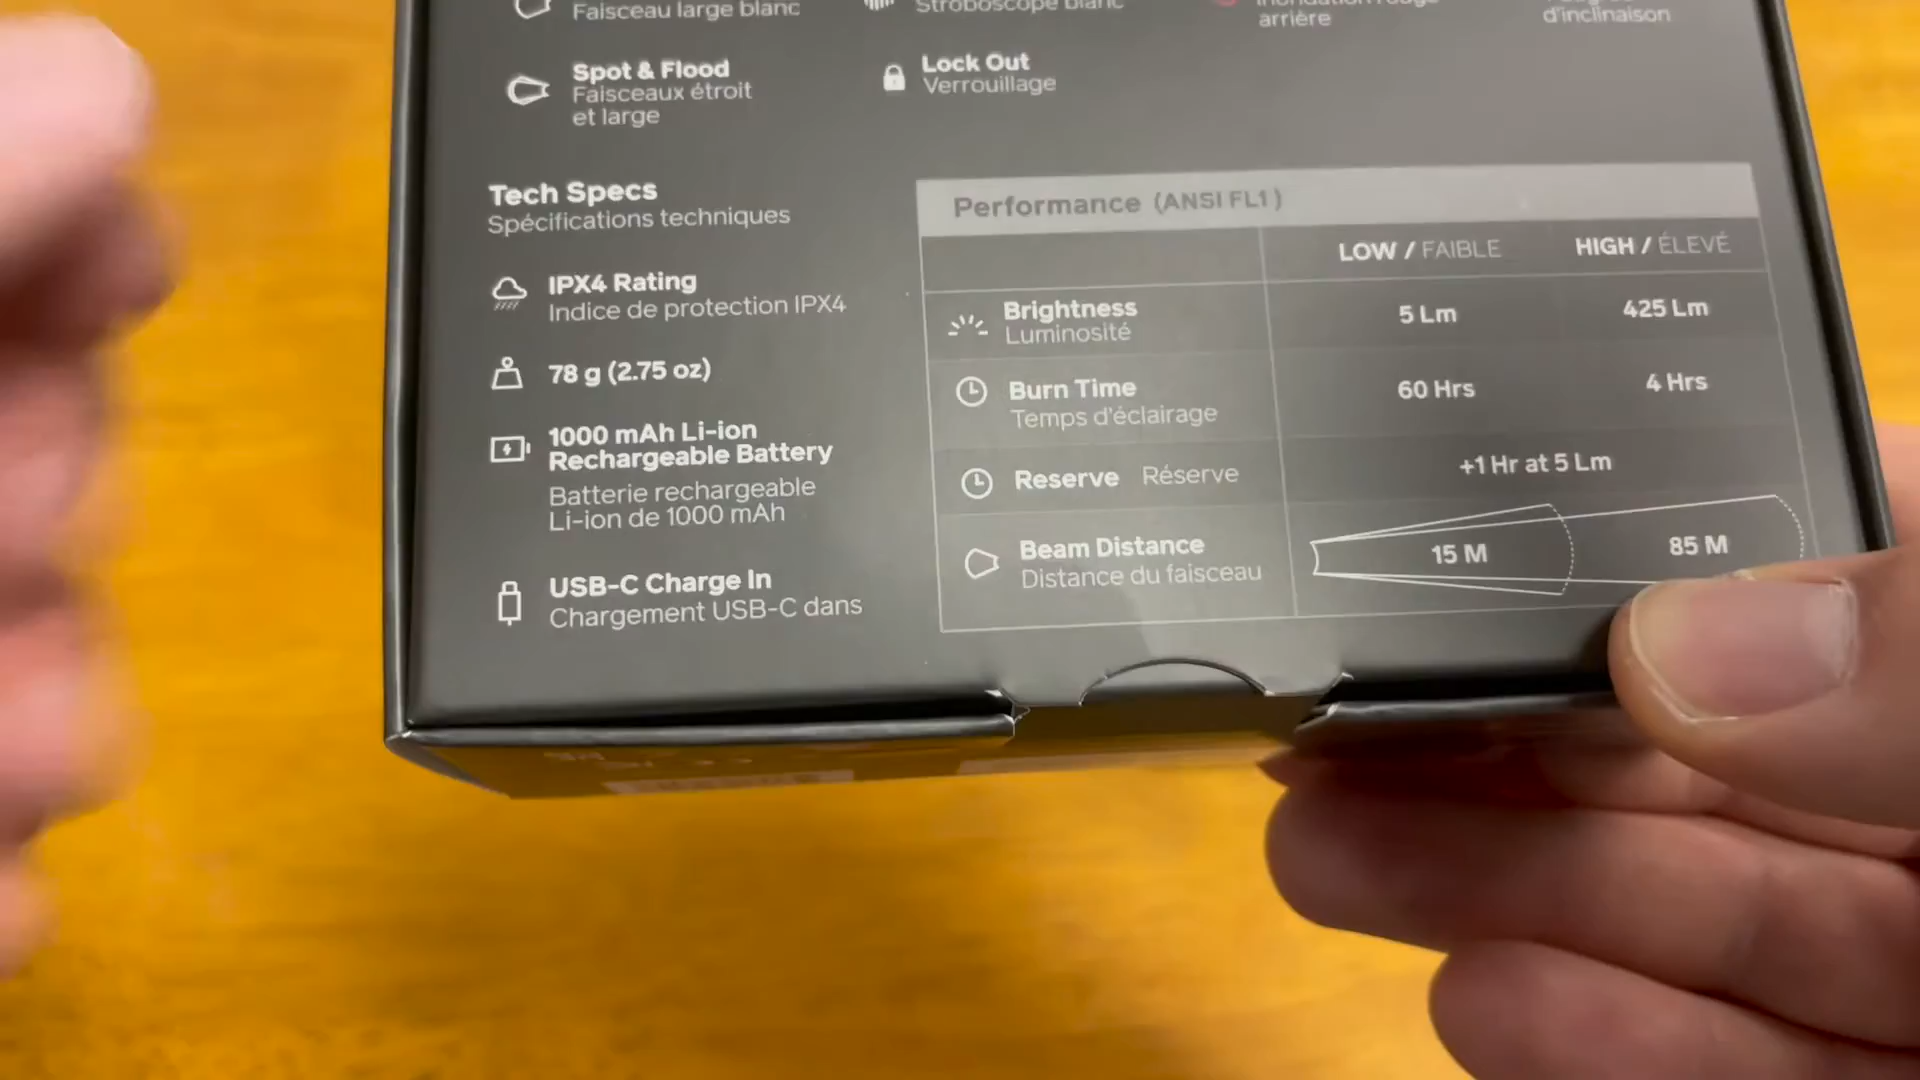 Faisceau large blanc
Stroboscope blanc
arrière
d'inclinaison
Spot & Flood
Faisceaux étroit
et large
Lock Out
Verrouillage
Tech Specs
Spécifications techniques
IPX4 Rating
Indice de protection IPX4
78 g (2.75 oz)
1000 mAh Li-ion
Rechargeable Battery
Batterie rechargeable
Li-ion de 1000 mAh
USB-C Charge In
Chargement USB-C dans
Performance (ANSI FL1)
LOW / FAIBLE HIGH / ÉLEVÉ
Brightness
Luminosité
5 Lm 425 Lm
Burn Time
Temps d'éclairage
60 Hrs 4 Hrs
Reserve Réserve +1 Hr at 5 Lm
Beam Distance
Distance du faisceau
15 M 85 M